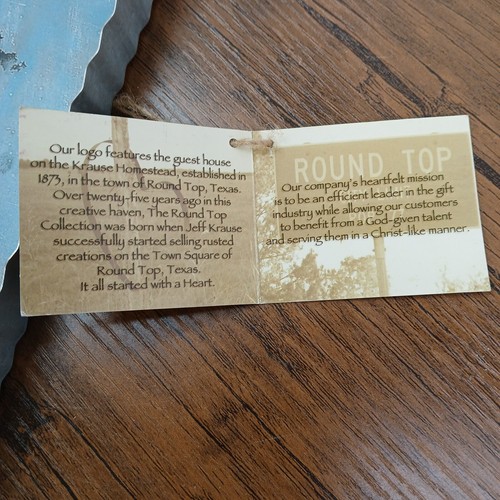 Our logo features the guest house
on the Krause Homestead, established in
1873, in the town of Round Top, Texas.
Over twenty-five years ago in this
creative haven, The Round Top
Collection was born when Jeff Krause
successfully started selling rusted
creations on the Town Square of
Round Top, Texas.
It all started with a Heart.
ROUND TOP
Our company's heartfelt mission
is to be an efficient leader in the gift
industry while allowing our customers
to benefit from a God-given talent
and serving them in a Christ-like manner.